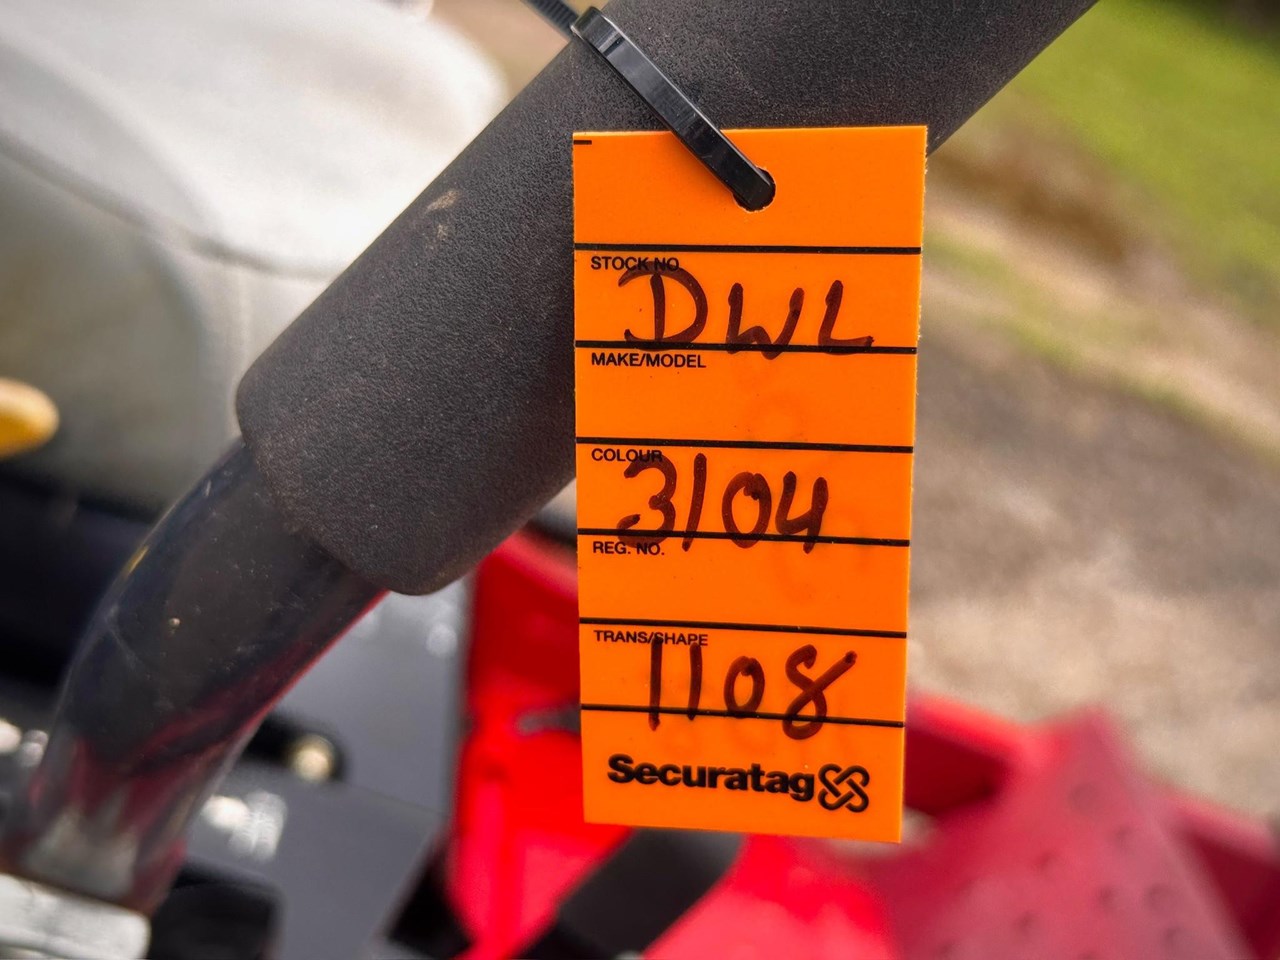 STOCK NO
DWL
MAKE/MODEL
COLOUR
3104
REG. NO.
TRANS/SHAPE
1108
Securatag